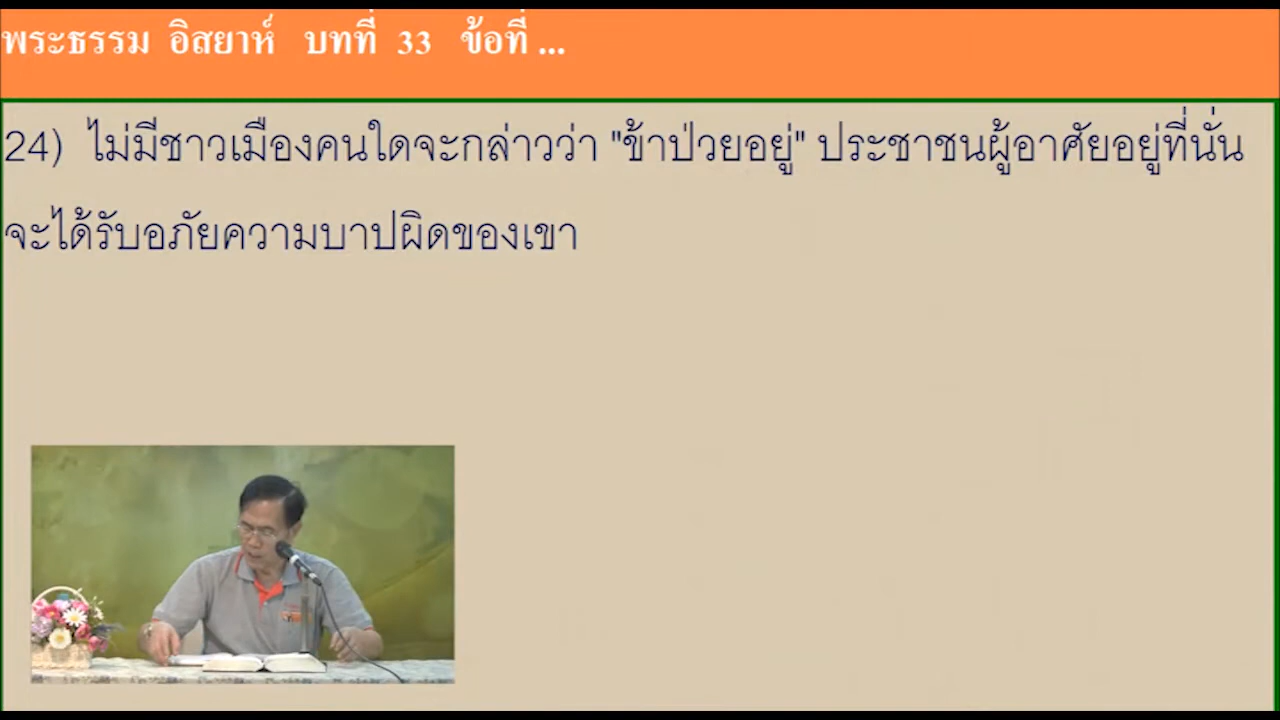 พระธรรม อิสยาห์ บทที่ 33 ข้อที่ ...
24) ไม่มีชาวเมืองคนใดจะกล่าวว่า "ข้าป่วยอยู่" ประชาชนผู้อาศัยอยู่ที่นั่น
จะได้รับอภัยความบาปผิดของเขา